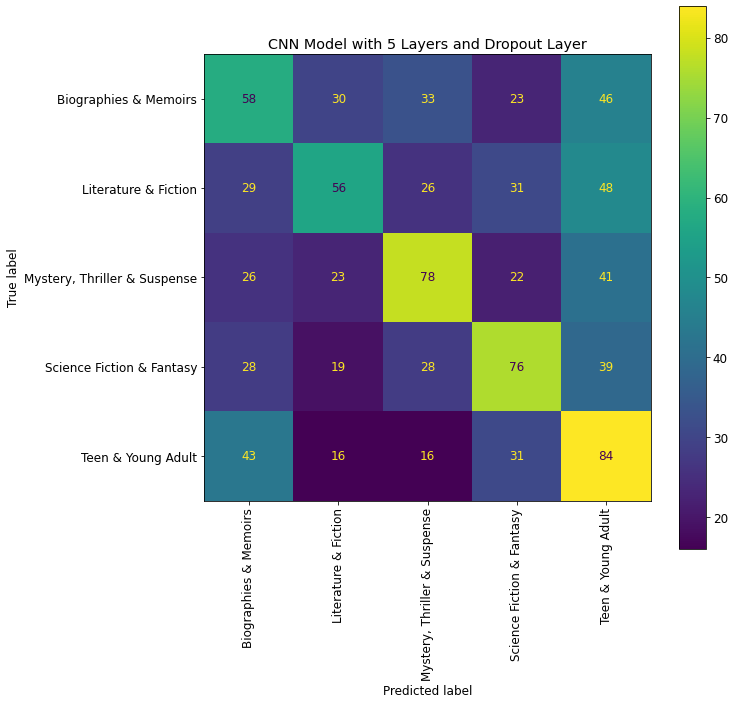 CNN Model with 5 Layers and Dropout Layer
Biographies & Memoirs 58 30 33 23 46
Literature & Fiction 29 56 26 31 48
Mystery, Thriller & Suspense 26 23 78 22 41
Science Fiction & Fantasy 28 19 28 76 39
Teen & Young Adult 43 16 16 31 84
True label
Biographies & Memoirs
Literature & Fiction
Mystery, Thriller & Suspense
Science Fiction & Fantasy
Teen & Young Adult
Predicted label
80
70
60
50
40
30
20